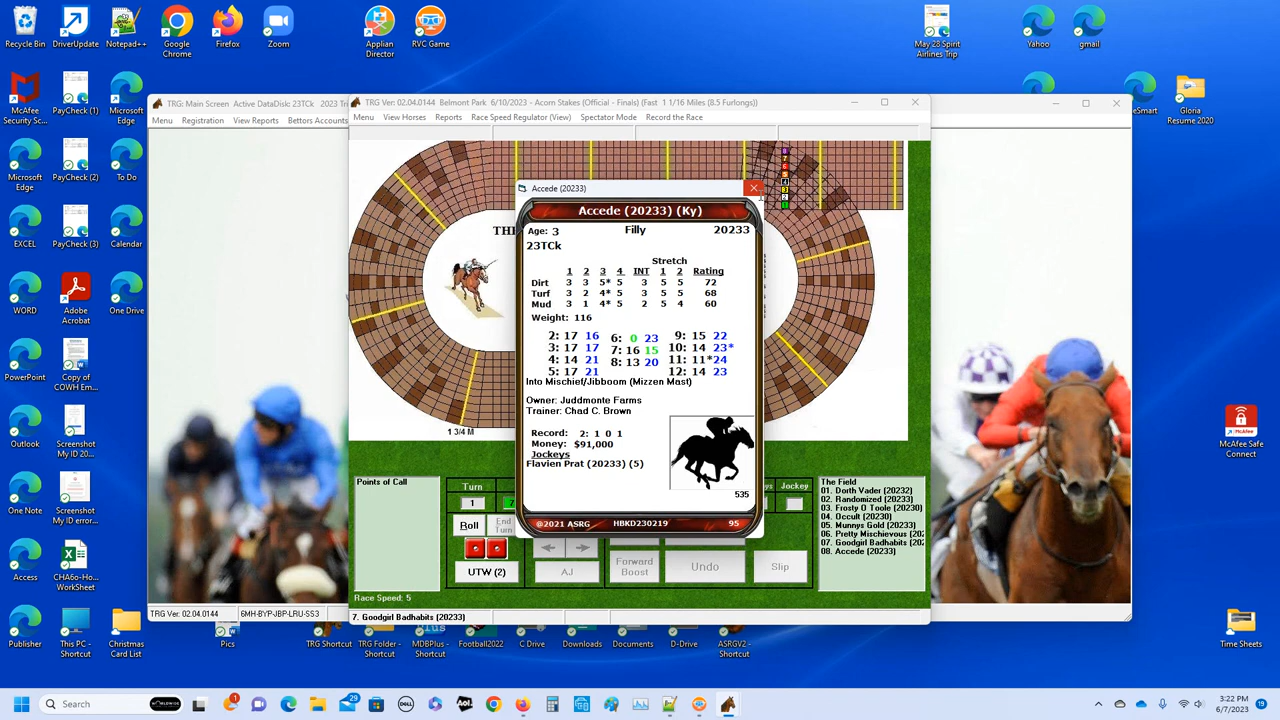 Recycle Bin
DriverUpdate
Notepad++
Google
Chrome
Firefox
Zoom
Applian
Director
RVC Game
May 28 Spirit
Airlines Trip
Yahoo
gmail
McAfee
Security Sc...
PayCheck (1)
Microsoft
Edge
Gloria
Resume 2020
Microsoft
Edge
PayCheck (2)
To Do
EXCEL
PayCheck (3)
Calendar
WORD
Adobe
Acrobat
One Drive
PowerPoint
Copy of
COWH Em...
Outlook
Screenshot
My ID 20...
One Note
Screenshot
My ID error...
Access
CHA6o-Ho...
WorkSheet
Publisher
This PC -
Shortcut
Christmas
Card List
Pics
TRG Shortcut
TRG Folder -
Shortcut
MDBPlus -
Shortcut
Football2022
C Drive
Downloads
Documents
D-Drive
ASRGV2 -
Shortcut
McAfee Safe
Connect
Time Sheets
TRG: Main Screen Active DataDisk: 23TCk
Menu Registration View Reports Bettors Accounts
TRG Ver: 02.04.0144
6MH-BYP-JBP-LRU-SS3
TRG Ver: 02.04.0144 Belmont Park 6/10/2023 - Acorn Stakes (Official - Finals) (Fast 1 1/16 Miles (8.5 Furlongs))
Menu View Horses Reports Race Speed Regulator (View) Spectator Mode Record the Race
1 3/4 M
Accede (20233)
Accede (20233) (Ky)
Age: 3 Filly 20233
23TCk
Stretch
1 2 3 4 INT 1 2 Rating
Dirt 3 3 5* 5 3 5 5 72
Turf 3 2 4* 5 3 5 5 68
Mud 3 1 4* 5 2 5 4 60
Weight: 116
2: 17 16 6: 0 23 9: 15 22
3: 17 17 7: 16 15 10: 14 23*
4: 14 21 8: 13 20 11: 11* 24
5: 17 21 12: 14 23
Into Mischief/Jibboom (Mizzen Mast)
Owner: Juddmonte Farms
Trainer: Chad C. Brown
Record: 2: 1 0 1
Money: $91,000
Jockeys
Flavien Prat (20233) (5)
535
@2021 ASRG HBKD230219 95
Points of Call
Race Speed: 5
Turn
1
Roll
End
Turn
UTW (2)
AJ
Forward
Boost
Undo
Slip
Jockey
The Field
01. Dorth Vader (20232)
02. Randomized (20233)
03. Frosty O Toole (20230)
04. Occult (20230)
05. Munnys Gold (20233)
06. Pretty Mischievous (202
07. Goodgirl Badhabits (202
08. Accede (20233)
7. Goodgirl Badhabits (20233)
Search
3:22 PM
6/7/2023